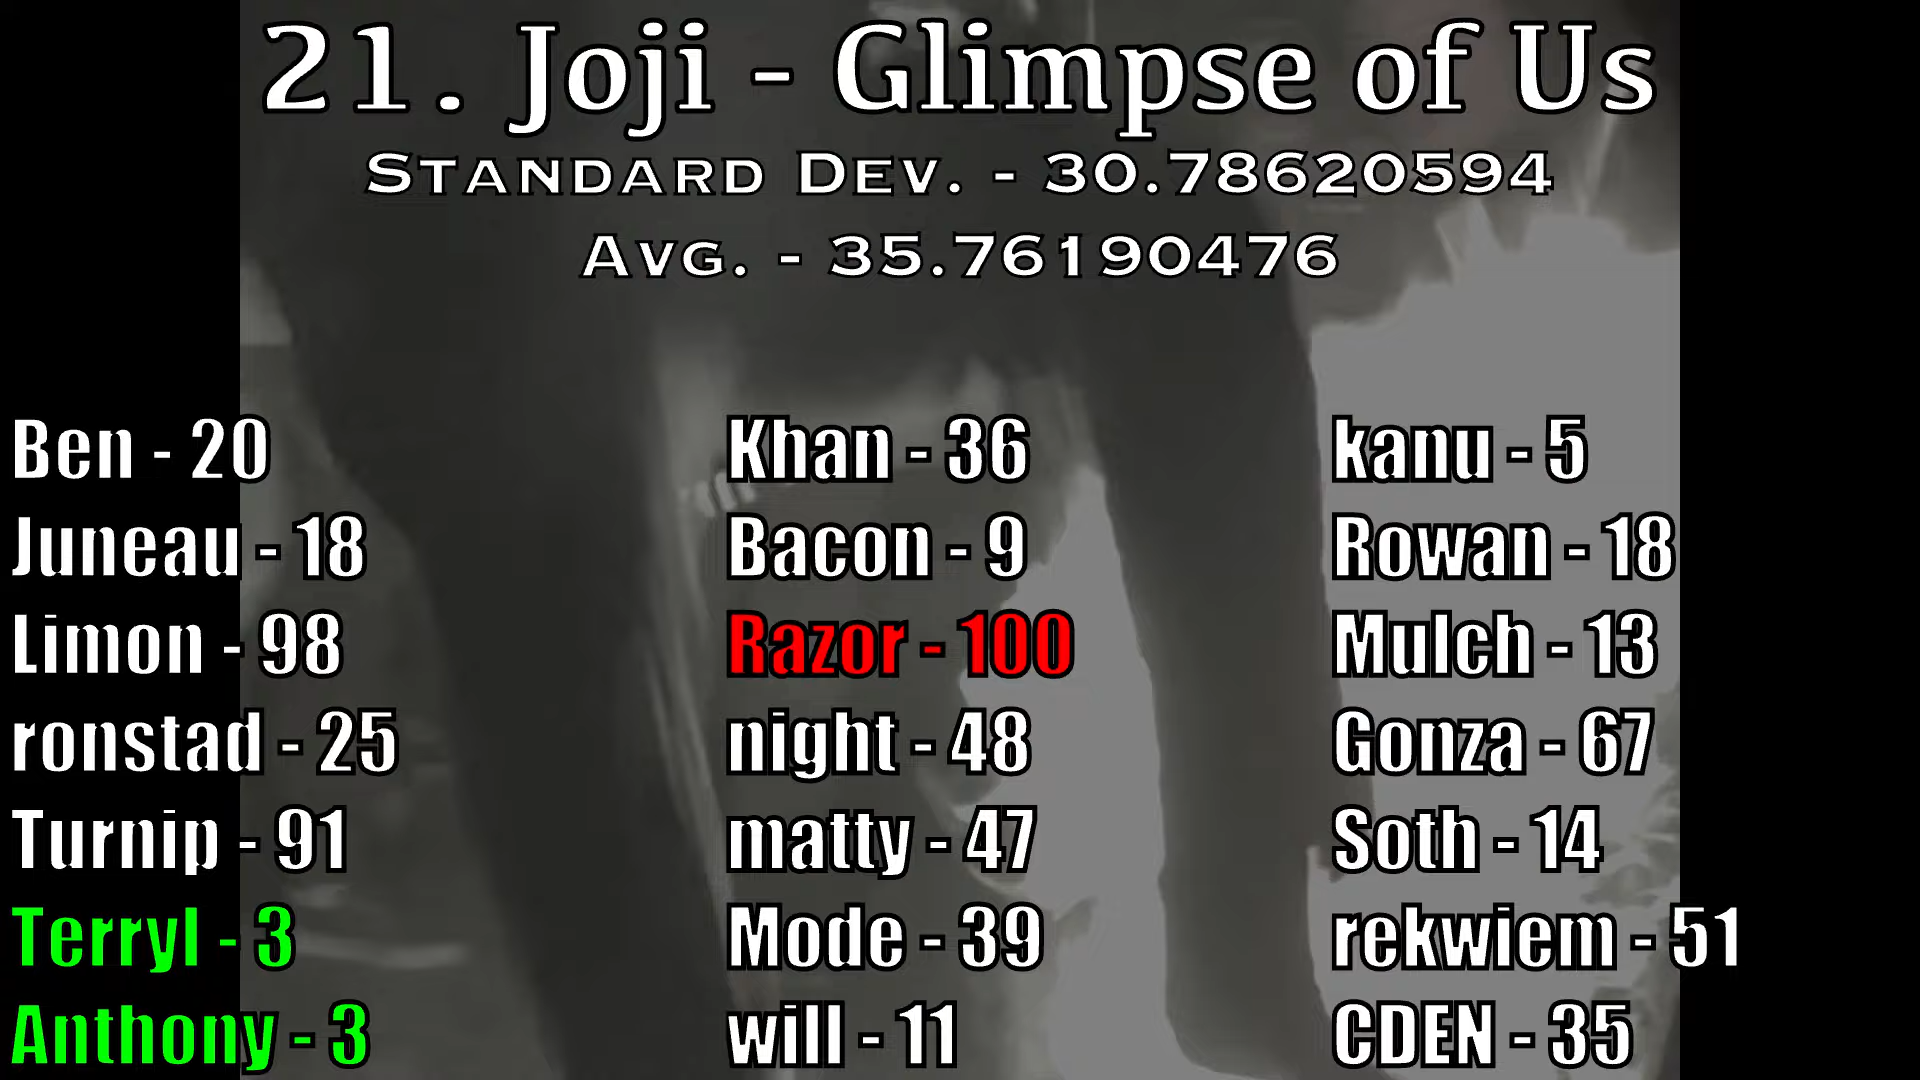 21. Joji - Glimpse of Us
Standard Dev. - 30.78620594
Avg. - 35.76190476
Ben - 20
Juneau - 18
Limon - 98
ronstad - 25
Turnip - 91
Terryl - 3
Anthony - 3
Khan - 36
Bacon - 9
Razor - 100
night - 48
matty - 47
Mode - 39
will - 11
kanu - 5
Rowan - 18
Mulch - 13
Gonza - 67
Soth - 14
rekwiem - 51
CDEN - 35